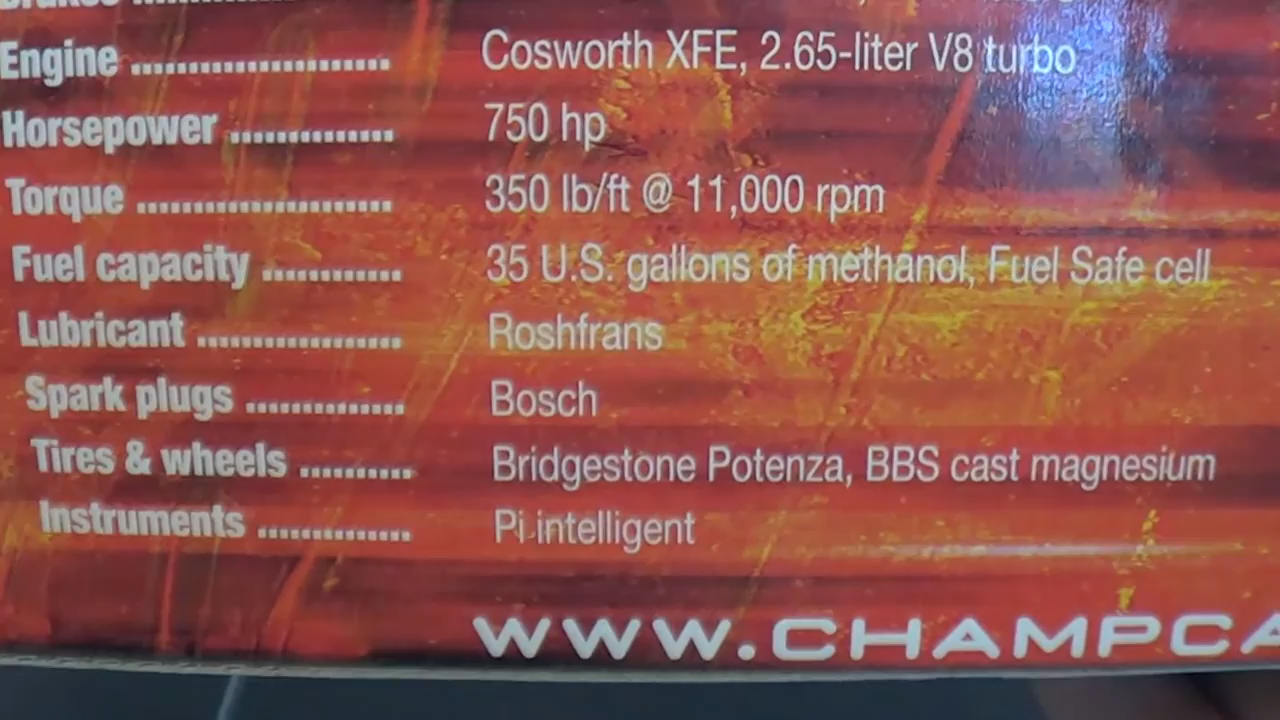 Engine ...................... Cosworth XFE, 2.65-liter V8 turbo
Horsepower .............. 750 hp
Torque ..................... 350 lb/ft @ 11,000 rpm
Fuel capacity ............ 35 U.S. gallons of methanol, Fuel Safe cell
Lubricant .................. Roshfrans
Spark plugs .............. Bosch
Tires & wheels .......... Bridgestone Potenza, BBS cast magnesium
Instruments .............. Pi intelligent
WWW.CHAMPCA